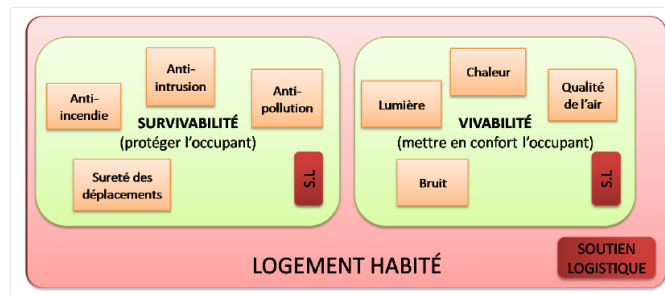 Anti-
incendie
Anti-
intrusion
Anti-
pollution
SURVIVABILITÉ
(protéger l'occupant)
Sureté des
déplacements
S.L
Lumière
Chaleur
Qualité
de l'air
VIVABILITÉ
(mettre en confort l'occupant)
Bruit
S.L
LOGEMENT HABITÉ
SOUTIEN
LOGISTIQUE